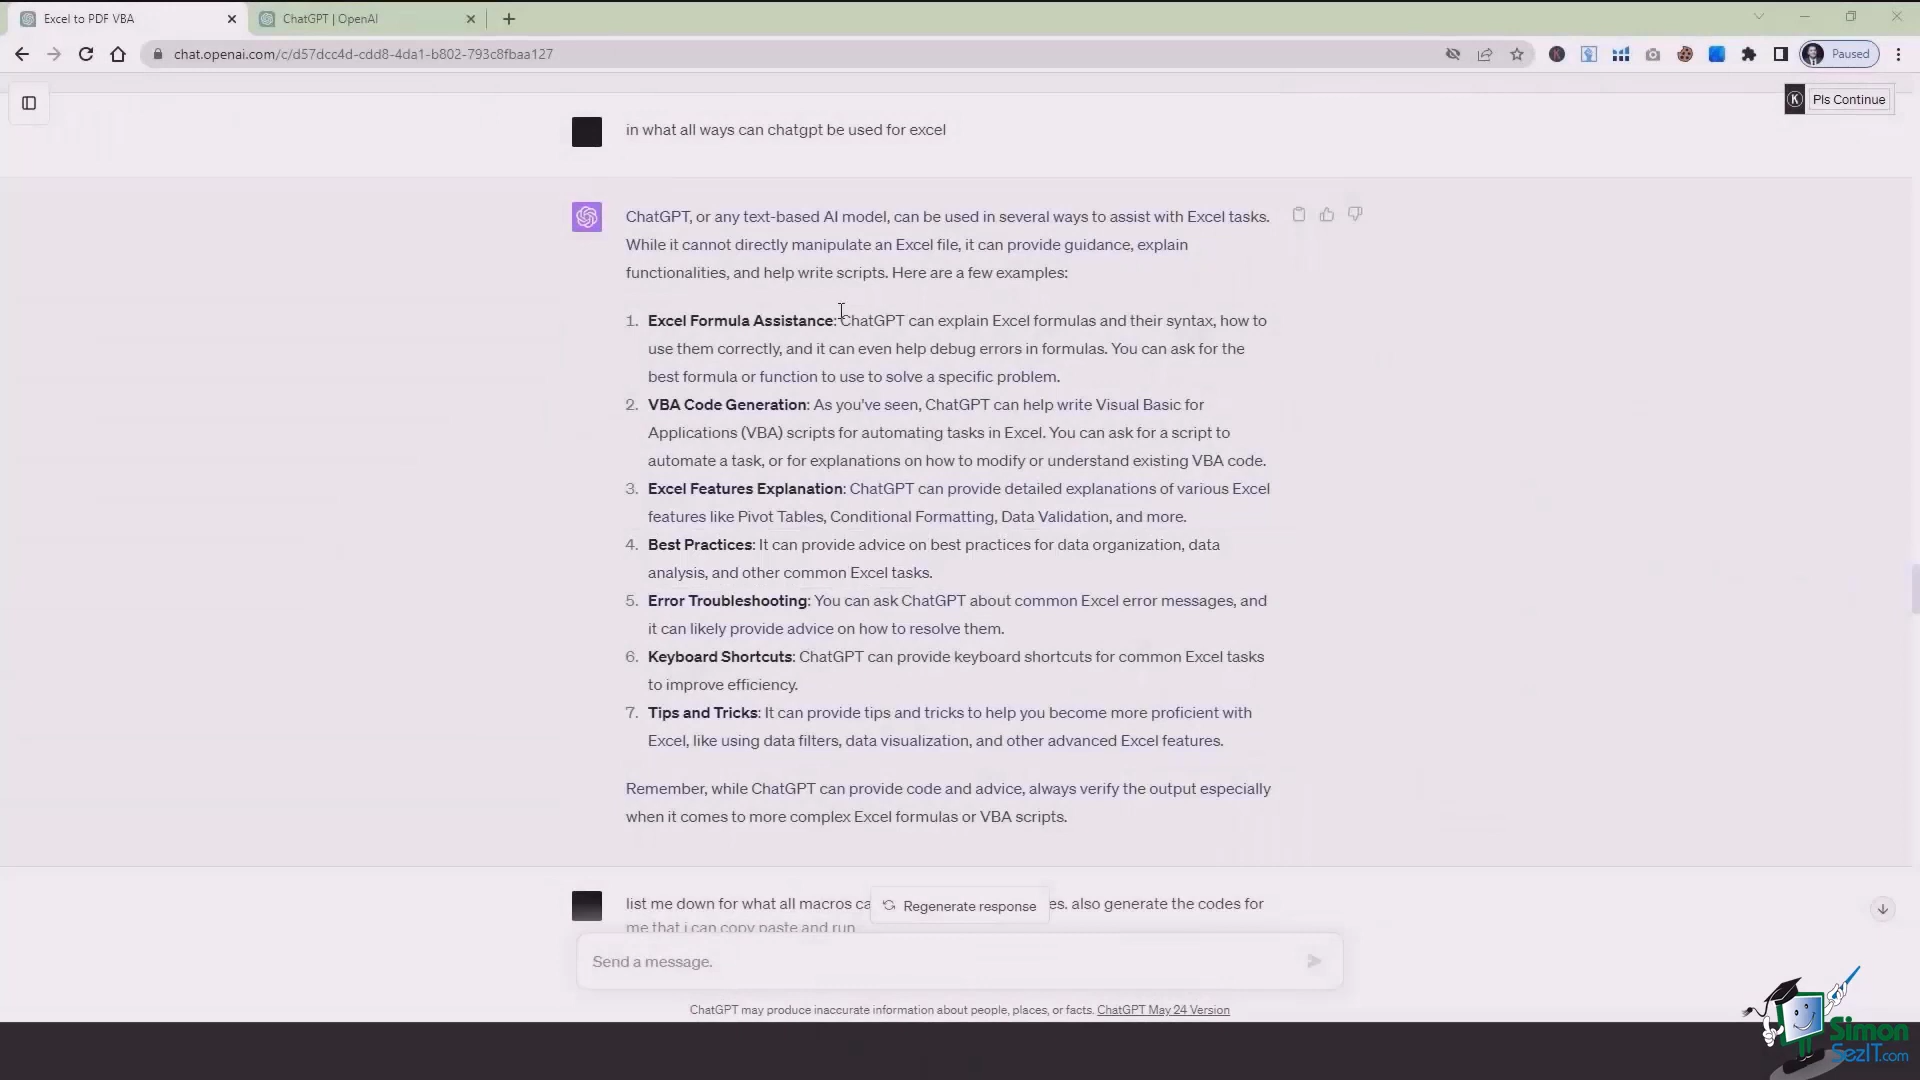 Excel to PDF VBA
ChatGPT | OpenAI
chat.openai.com/c/d57dcc4d-cdd8-4da1-b802-793c8fbaa127
Paused
Pls Continue
in what all ways can chatgpt be used for excel
ChatGPT, or any text-based AI model, can be used in several ways to assist with Excel tasks.
While it cannot directly manipulate an Excel file, it can provide guidance, explain
functionalities, and help write scripts. Here are a few examples:
1. Excel Formula Assistance: ChatGPT can explain Excel formulas and their syntax, how to
use them correctly, and it can even help debug errors in formulas. You can ask for the
best formula or function to use to solve a specific problem.
2. VBA Code Generation: As you've seen, ChatGPT can help write Visual Basic for
Applications (VBA) scripts for automating tasks in Excel. You can ask for a script to
automate a task, or for explanations on how to modify or understand existing VBA code.
3. Excel Features Explanation: ChatGPT can provide detailed explanations of various Excel
features like Pivot Tables, Conditional Formatting, Data Validation, and more.
4. Best Practices: It can provide advice on best practices for data organization, data
analysis, and other common Excel tasks.
5. Error Troubleshooting: You can ask ChatGPT about common Excel error messages, and
it can likely provide advice on how to resolve them.
6. Keyboard Shortcuts: ChatGPT can provide keyboard shortcuts for common Excel tasks
to improve efficiency.
7. Tips and Tricks: It can provide tips and tricks to help you become more proficient with
Excel, like using data filters, data visualization, and other advanced Excel features.
Remember, while ChatGPT can provide code and advice, always verify the output especially
when it comes to more complex Excel formulas or VBA scripts.
list me down for what all macros ca
Regenerate response
es. also generate the codes for
me that i can copy paste and run
Send a message.
ChatGPT may produce inaccurate information about people, places, or facts. ChatGPT May 24 Version
Simon
SezIT.com